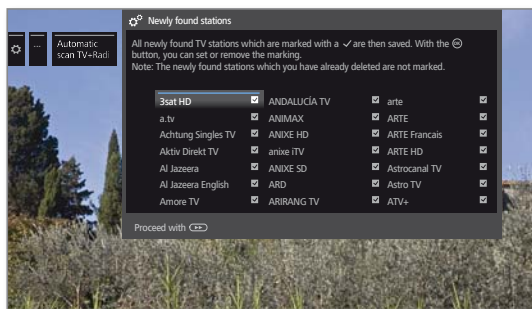 Newly found stations
...
Automatic
scan TV+Radi
All newly found TV stations which are marked with a ✓ are then saved. With the OK
button, you can set or remove the marking.
Note: The newly found stations which you have already deleted are not marked.
3sat HD ANDALUCÍA TV arte
a.tv ANIMAX ARTE
Achtung Singles TV ANIXE HD ARTE Francais
Aktiv Direkt TV anixe iTV ARTE HD
Al Jazeera ANIXE SD Astrocanal TV
Al Jazeera English ARD Astro TV
Amore TV ARIRANG TV ATV+
Proceed with